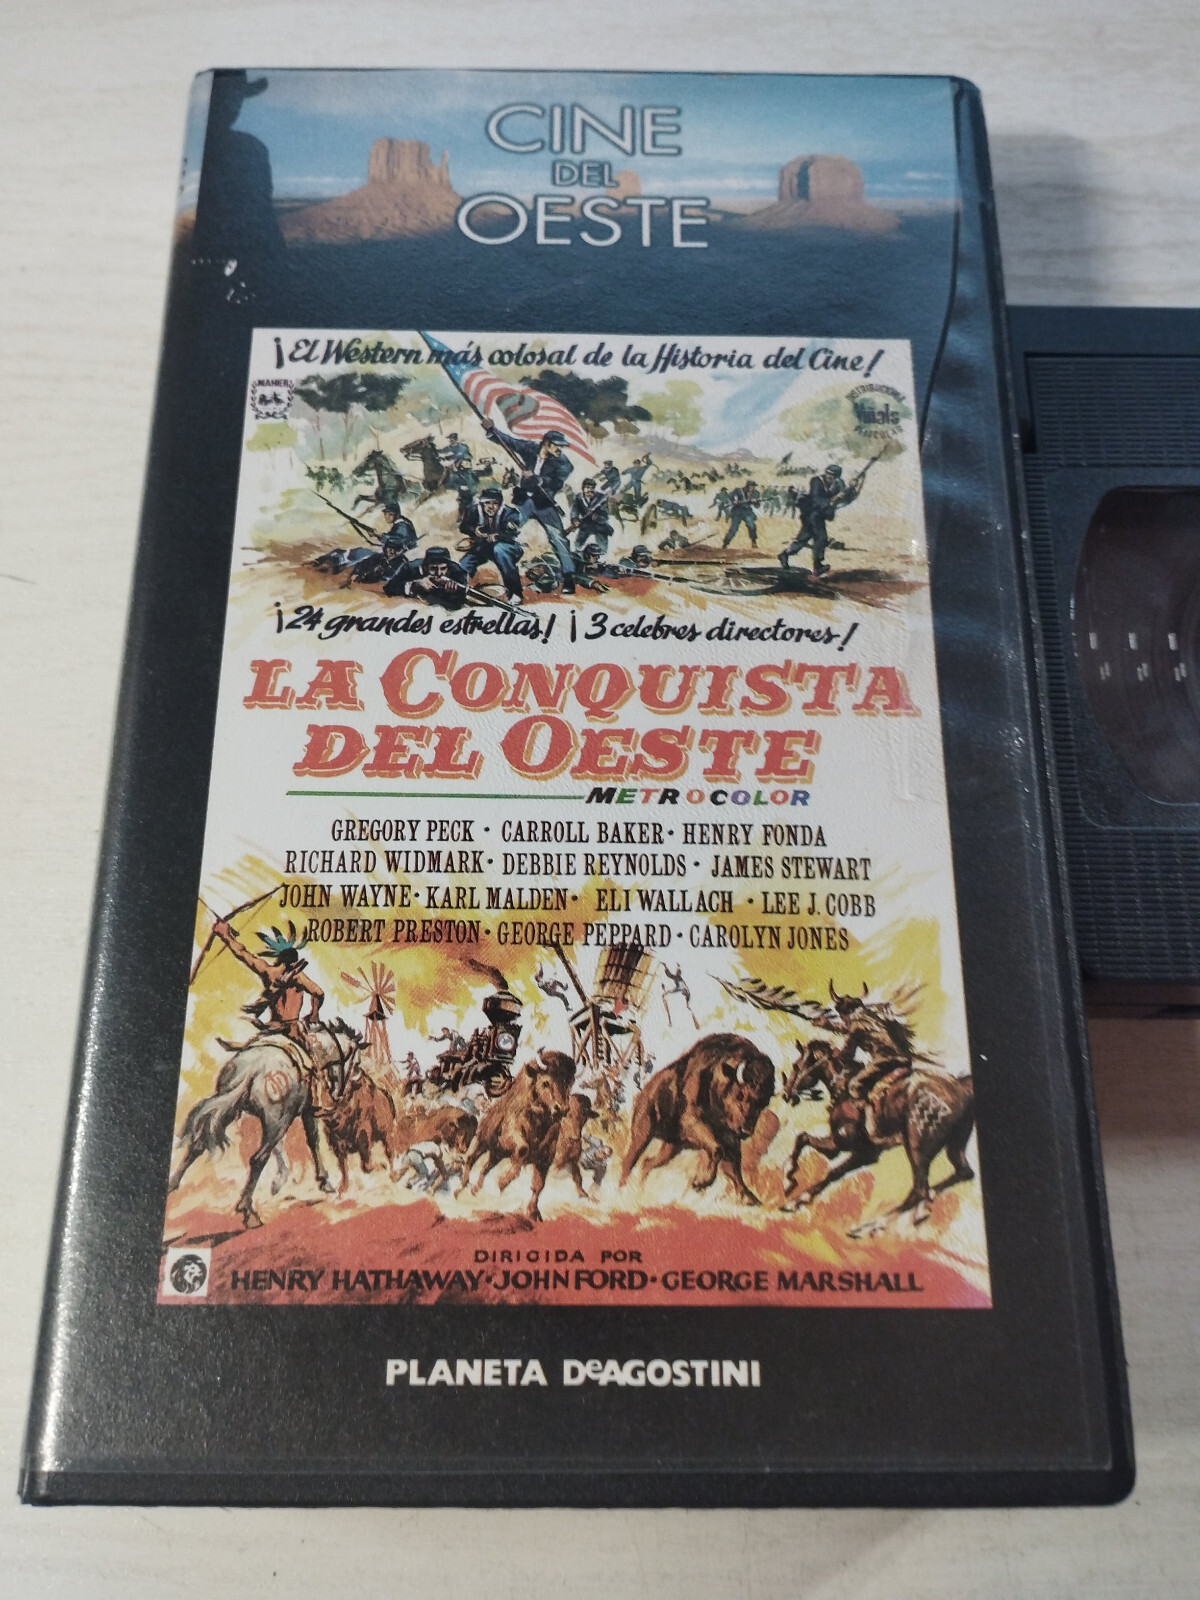 CINE
DEL
OESTE
¡El Western más colosal de la Historia del Cine!
MAHIER
¡24 grandes estrellas! ¡3 celebres directores!
LA CONQUISTA
DEL OESTE
METROCOLOR
GREGORY PECK · CARROLL BAKER · HENRY FONDA
RICHARD WIDMARK · DEBBIE REYNOLDS · JAMES STEWART
JOHN WAYNE · KARL MALDEN · ELI WALLACH · LEE J. COBB
ROBERT PRESTON · GEORGE PEPPARD · CAROLYN JONES
DIRIGIDA POR
HENRY HATHAWAY · JOHN FORD · GEORGE MARSHALL
PLANETA DeAGOSTINI